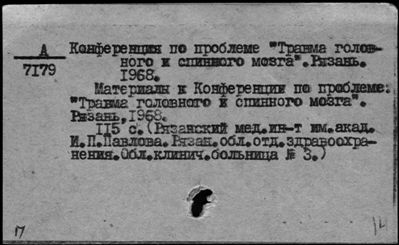 А
7179
Конференция по проблеме "Травма голов-
ного и спинного мозга". Рязань.
1968.
Материалы к Конференции по проблеме:
"Травма головного и спинного мозга".
Рязань, 1968.
115 с. (Рязанский мед. ин-т им. акад.
И.П. Павлова. Рязан. обл. отд. здравоохра-
нения. Обл. клинич. больница № 3.)
П